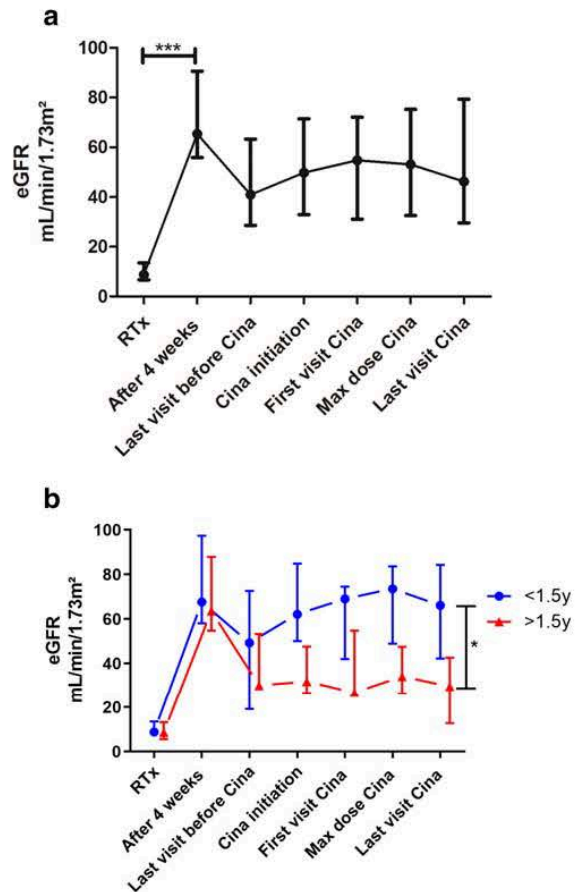 a
***
100
80
60
40
20
0
eGFR
mL/min/1.73m²
RTx
After 4 weeks
Last visit before Cina
Cina initiation
First visit Cina
Max dose Cina
Last visit Cina
b
100
80
60
40
20
0
eGFR
mL/min/1.73m²
<1.5y
>1.5y
*
RTx
After 4 weeks
Last visit before Cina
Cina initiation
First visit Cina
Max dose Cina
Last visit Cina